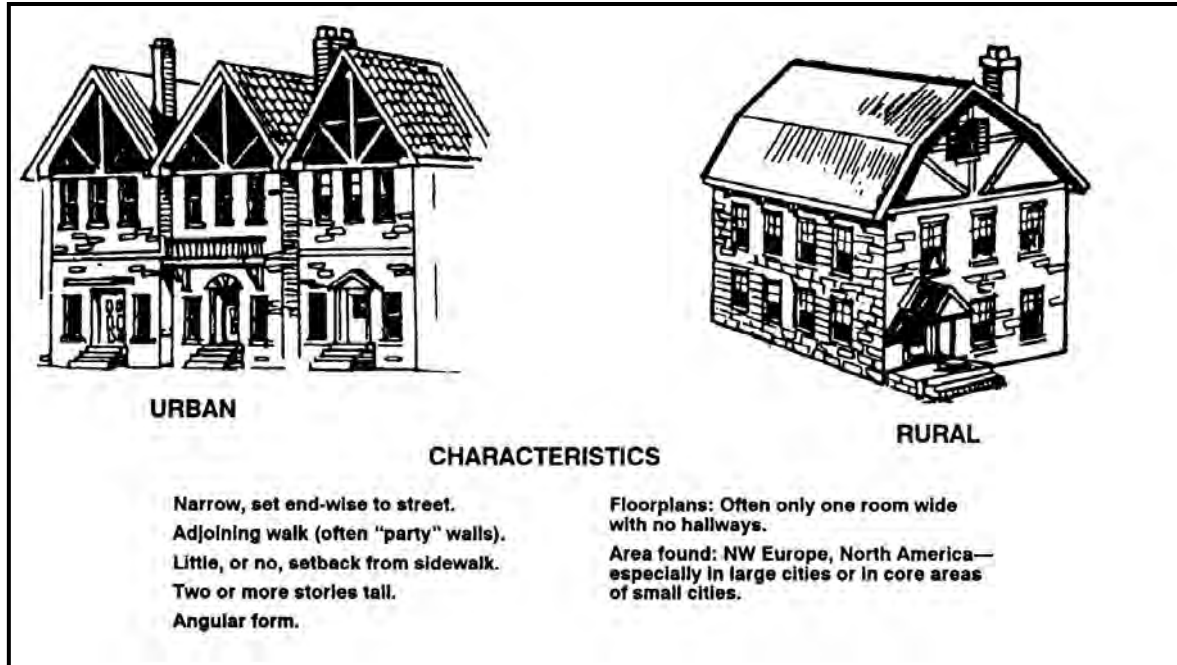 URBAN
RURAL
CHARACTERISTICS
Narrow, set end-wise to street.
Adjoining walk (often "party" walls).
Little, or no, setback from sidewalk.
Two or more stories tall.
Angular form.
Floorplans: Often only one room wide
with no hallways.
Area found: NW Europe, North America—
especially in large cities or in core areas
of small cities.